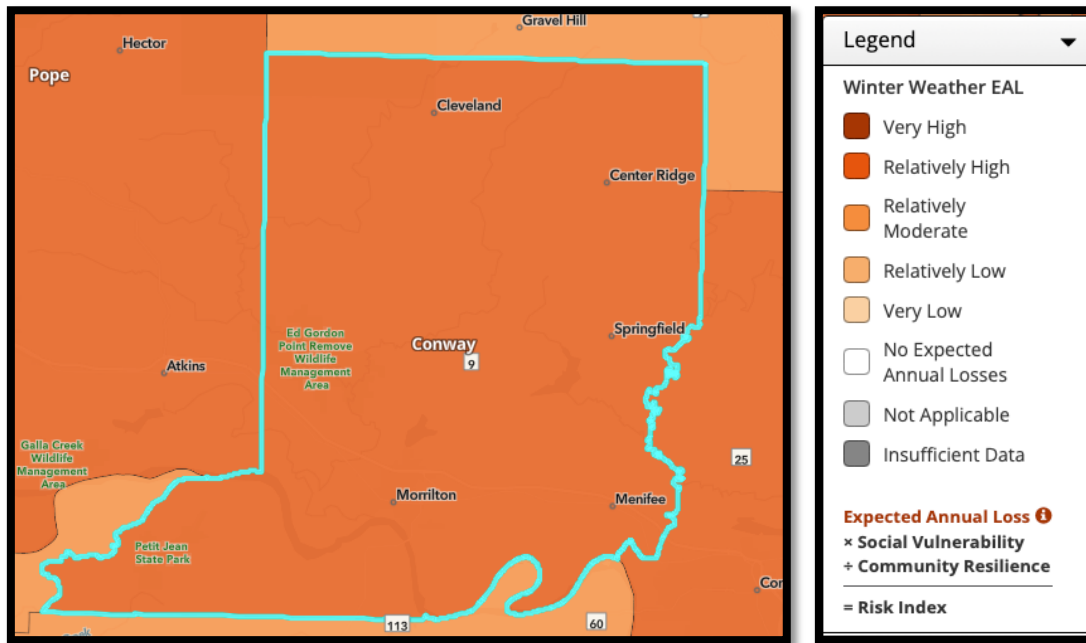 Gravel Hill
Hector
Pope
Cleveland
Center Ridge
Ed Gordon
Point Remove
Wildlife
Management
Area
Springfield
Conway
9
Atkins
Galla Creek
Wildlife
Management
Area
25
Morrilton
Menifee
Petit Jean
State Park
Con
113
60
Legend
Winter Weather EAL
Very High
Relatively High
Relatively
Moderate
Relatively Low
Very Low
No Expected
Annual Losses
Not Applicable
Insufficient Data
Expected Annual Loss
× Social Vulnerability
÷ Community Resilience
= Risk Index